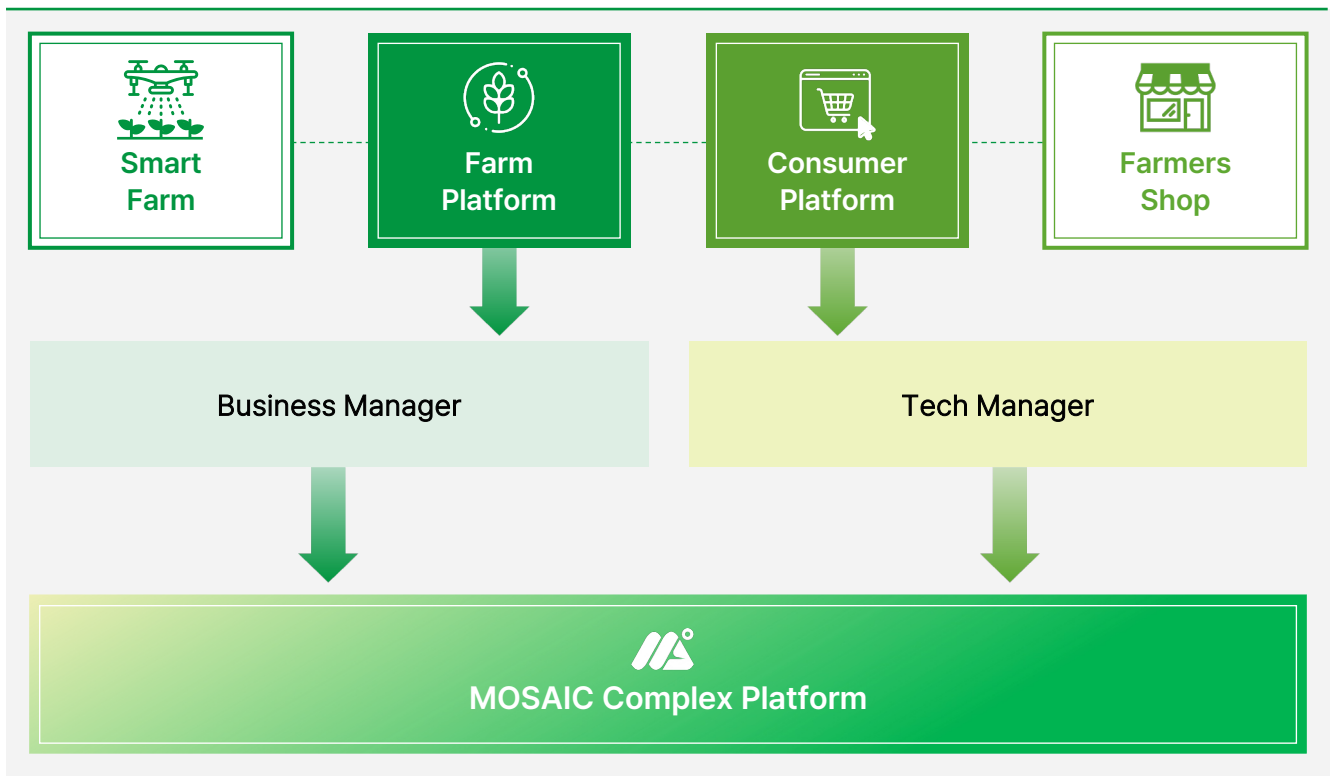 Smart
Farm
Farm
Platform
Consumer
Platform
Farmers
Shop
Business Manager
Tech Manager
MOSAIC Complex Platform